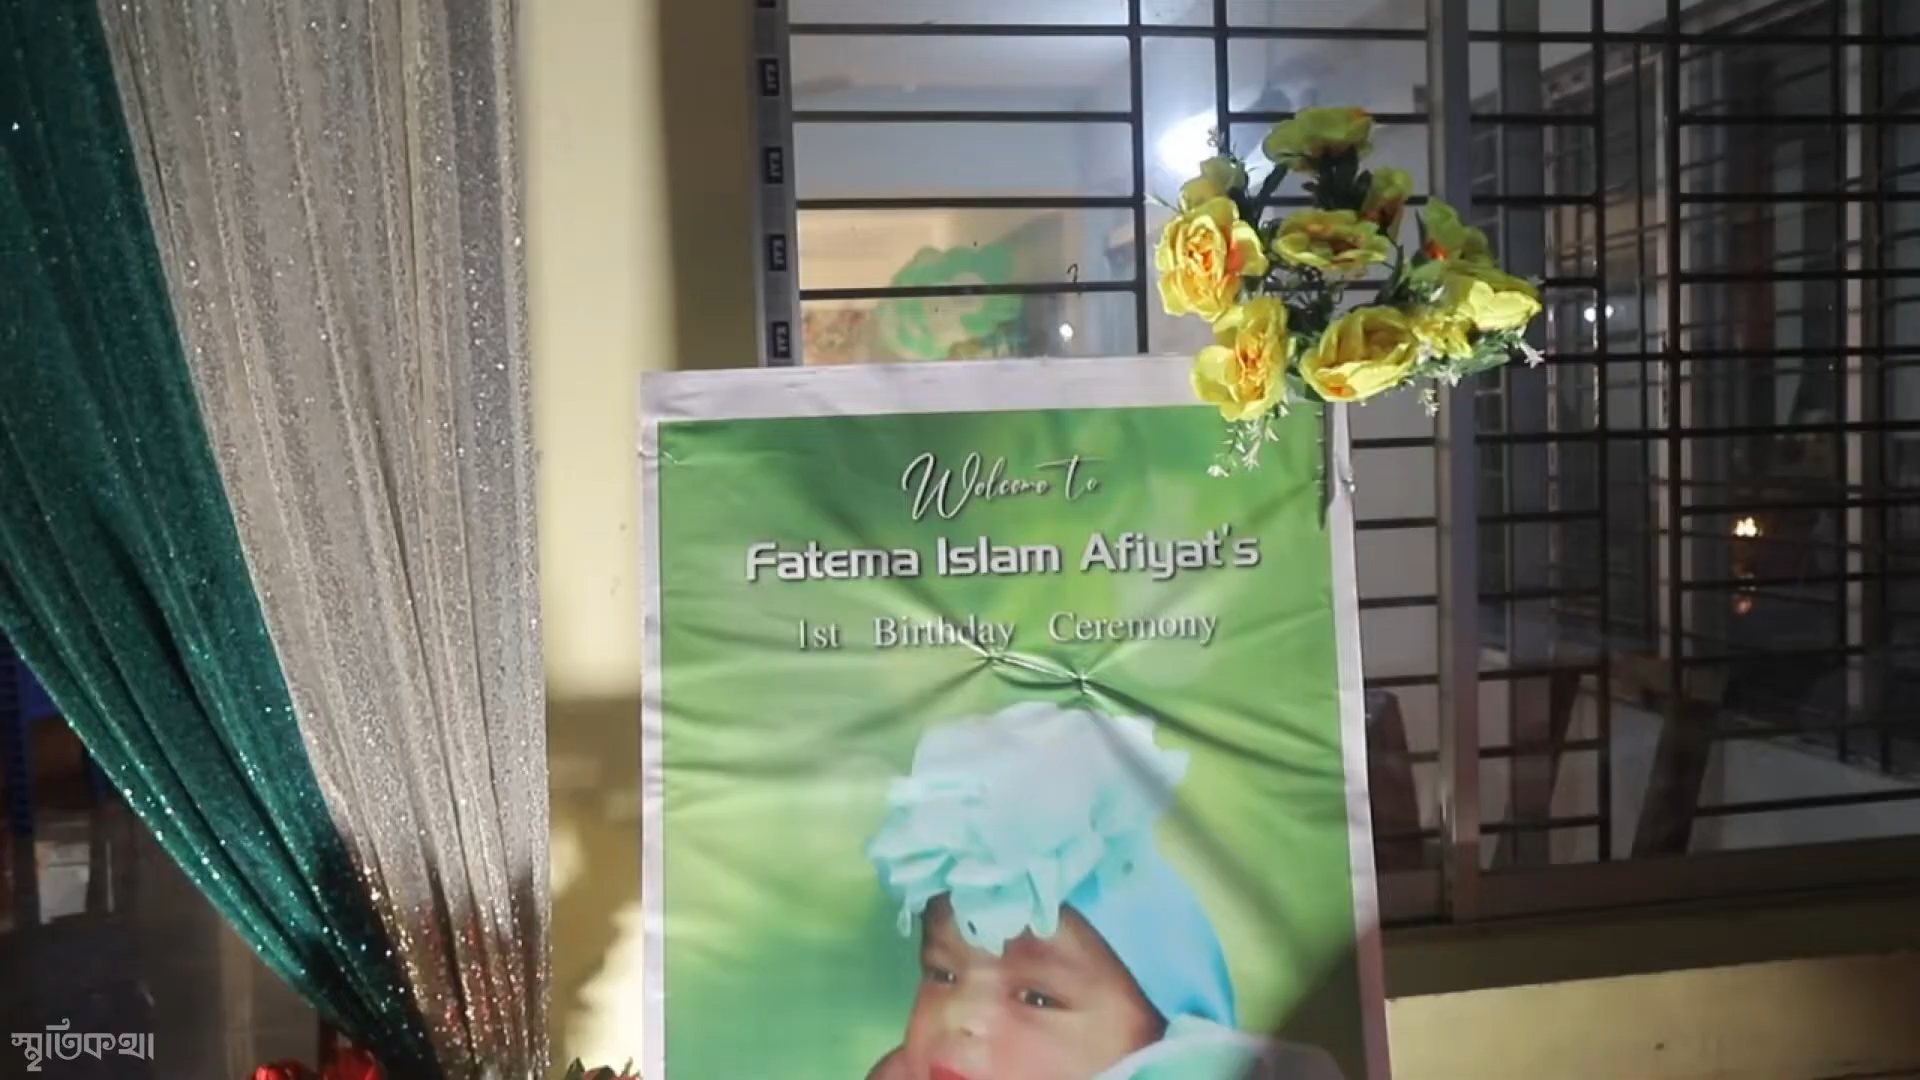 Welcome to
Fatema Islam Afiyat's
1st Birthday Ceremony
স্মৃতিকথা